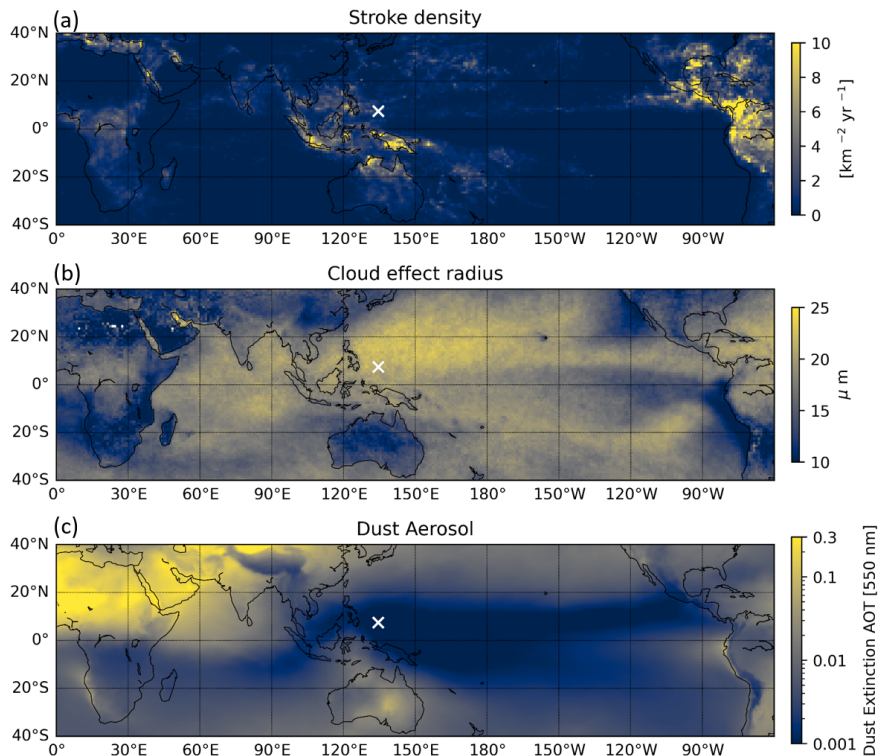 (a) Stroke density
40°N
20°N
0°
20°S
40°S
0° 30°E 60°E 90°E 120°E 150°E 180° 150°W 120°W 90°W
10
8
6
4
2
0
[km⁻² yr⁻¹]
(b) Cloud effect radius
40°N
20°N
0°
20°S
40°S
0° 30°E 60°E 90°E 120°E 150°E 180° 150°W 120°W 90°W
25
20
15
10
μ m
(c) Dust Aerosol
40°N
20°N
0°
20°S
40°S
0° 30°E 60°E 90°E 120°E 150°E 180° 150°W 120°W 90°W
0.3
0.1
0.01
0.001
Dust Extinction AOT [550 nm]